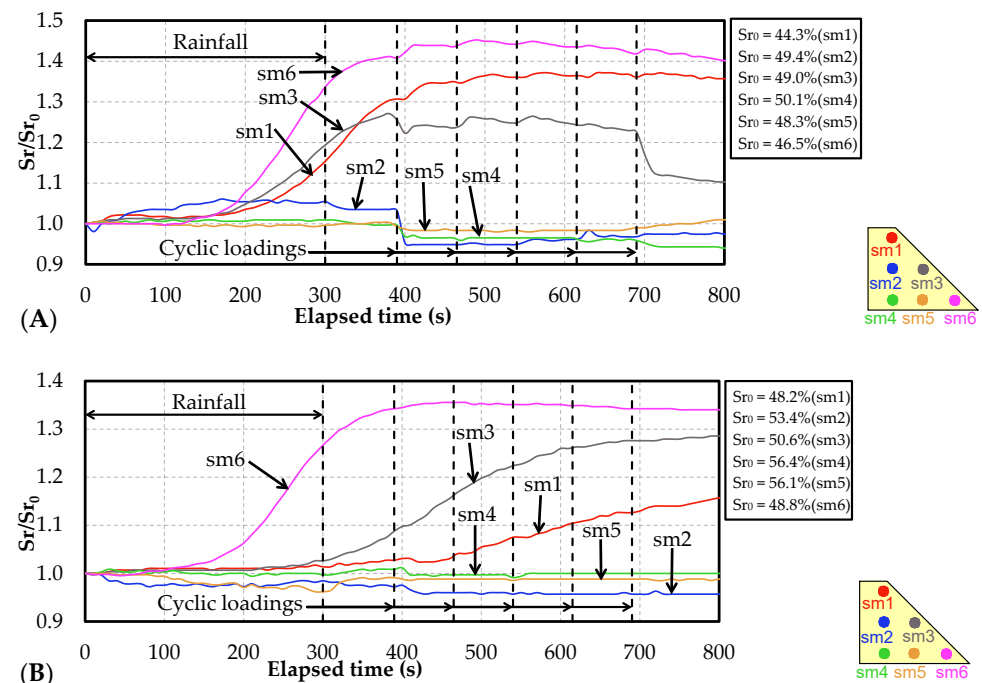 1.5
1.4
1.3
1.2
1.1
1.0
0.9
Sr/Sr0
Rainfall
sm6
sm3
sm1
sm2
sm5
sm4
Cyclic loadings
0 100 200 300 400 500 600 700 800
Elapsed time (s)
(A)
Sr0 = 44.3%(sm1)
Sr0 = 49.4%(sm2)
Sr0 = 49.0%(sm3)
Sr0 = 50.1%(sm4)
Sr0 = 48.3%(sm5)
Sr0 = 46.5%(sm6)
sm1
sm2 sm3
sm4 sm5 sm6
1.4
1.3
1.2
1.1
1.0
0.9
Sr/Sr0
Rainfall
sm6
sm3
sm1
sm4
sm5
sm2
Cyclic loadings
0 100 200 300 400 500 600 700 800
Elapsed time (s)
(B)
Sr0 = 48.2%(sm1)
Sr0 = 53.4%(sm2)
Sr0 = 50.6%(sm3)
Sr0 = 56.4%(sm4)
Sr0 = 56.1%(sm5)
Sr0 = 48.8%(sm6)
sm1
sm2 sm3
sm4 sm5 sm6